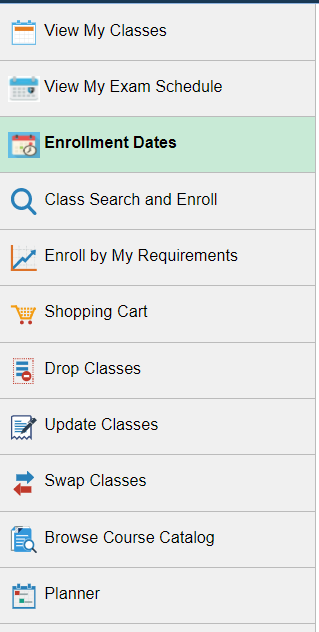 View My Classes
View My Exam Schedule
Enrollment Dates
Class Search and Enroll
Enroll by My Requirements
Shopping Cart
Drop Classes
Update Classes
Swap Classes
Browse Course Catalog
Planner